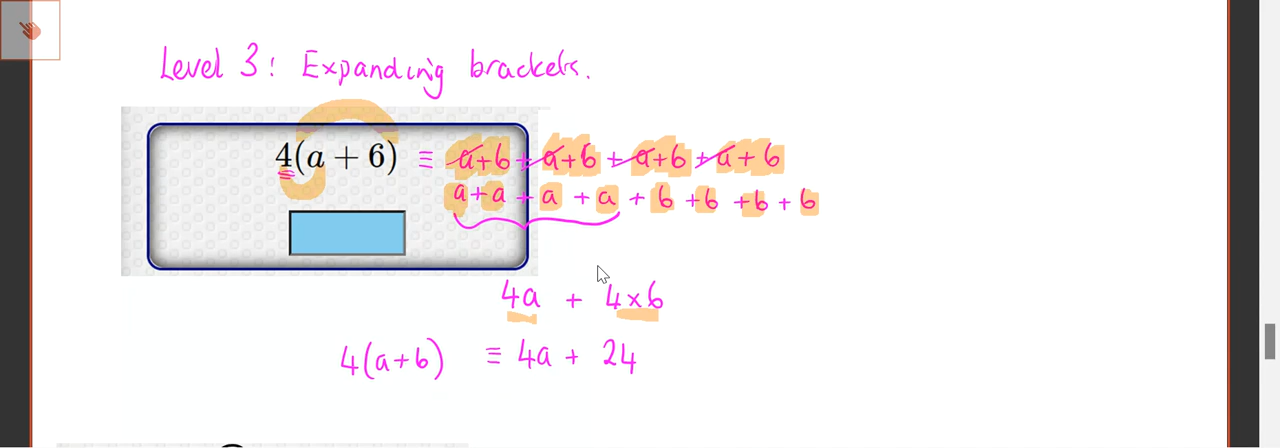 Level 3: Expanding brackets.
4(a + 6) ≡ a+6 + a+6 + a+6 + a+6
a + a + a + a + 6 + 6 + 6 + 6
4a + 4×6
4(a+6) ≡ 4a + 24